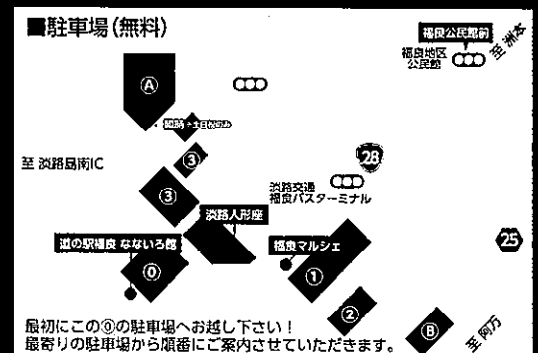 ■駐車場(無料)
福良公民館前
福良地区
公民館
至 洲本
A
至 淡路島南IC
3
28
3
淡路交通
福良バスターミナル
淡路人形座
道の駅福良 なないろ館
福良マルシェ
25
⓪
①
②
B
至 阿万
最初にこの⓪の駐車場へお越し下さい！
最寄りの駐車場から順番にご案内させていただきます。